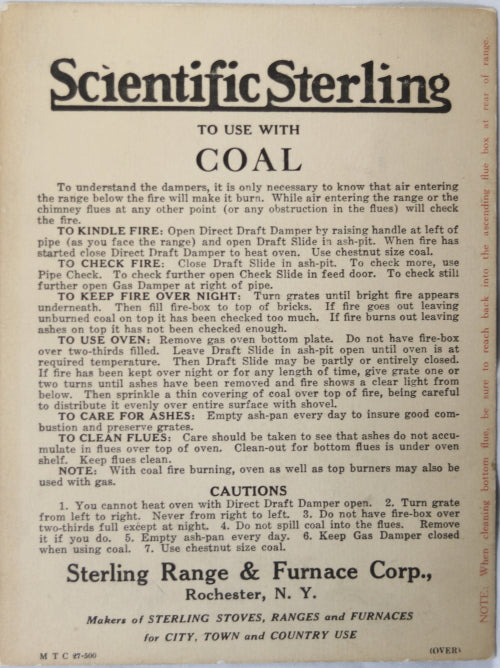 Scientific Sterling
TO USE WITH
COAL
To understand the dampers, it is only necessary to know that air entering
the range below the fire will make it burn. While air entering the range or the
chimney flues at any other point (or any obstruction in the flues) will check
the fire.
TO KINDLE FIRE: Open Direct Draft Damper by raising handle at left of
pipe (as you face the range) and open Draft Slide in ash-pit. When fire has
started close Direct Draft Damper to heat oven. Use chestnut size coal.
TO CHECK FIRE: Close Draft Slide in ash-pit. To check more, use
Pipe Check. To check further open Check Slide in feed door. To check still
further open Gas Damper at right of pipe.
TO KEEP FIRE OVER NIGHT: Turn grates until bright fire appears
underneath. Then fill fire-box to top of bricks. If fire goes out leaving
unburned coal on top it has been checked too much. If fire burns out leaving
ashes on top it has not been checked enough.
TO USE OVEN: Remove gas oven bottom plate. Do not have fire-box
over two-thirds filled. Leave Draft Slide in ash-pit open until oven is at
required temperature. Then Draft Slide may be partly or entirely closed.
If fire has been kept over night or for any length of time, give grate one or
two turns until ashes have been removed and fire shows a clear light from
below. Then sprinkle a thin covering of coal over top of fire, being careful
to distribute it evenly over entire surface with shovel.
TO CARE FOR ASHES: Empty ash-pan every day to insure good com-
bustion and preserve grates.
TO CLEAN FLUES: Care should be taken to see that ashes do not accu-
mulate in flues over top of oven. Clean-out for bottom flues is under oven
shelf. Keep flues clean.
NOTE: With coal fire burning, oven as well as top burners may also be
used with gas.
CAUTIONS
1. You cannot heat oven with Direct Draft Damper open. 2. Turn grate
from left to right. Never from right to left. 3. Do not have fire-box over
two-thirds full except at night. 4. Do not spill coal into the flues. Remove
it if you do. 5. Empty ash-pan every day. 6. Keep Gas Damper closed
when using coal. 7. Use chestnut size coal.
Sterling Range & Furnace Corp.,
Rochester, N. Y.
Makers of STERLING STOVES, RANGES and FURNACES
for CITY, TOWN and COUNTRY USE
M T C 27-500
(OVER)
NOTE: When cleaning bottom flue, be sure to reach back into the ascending flue box at rear of range.